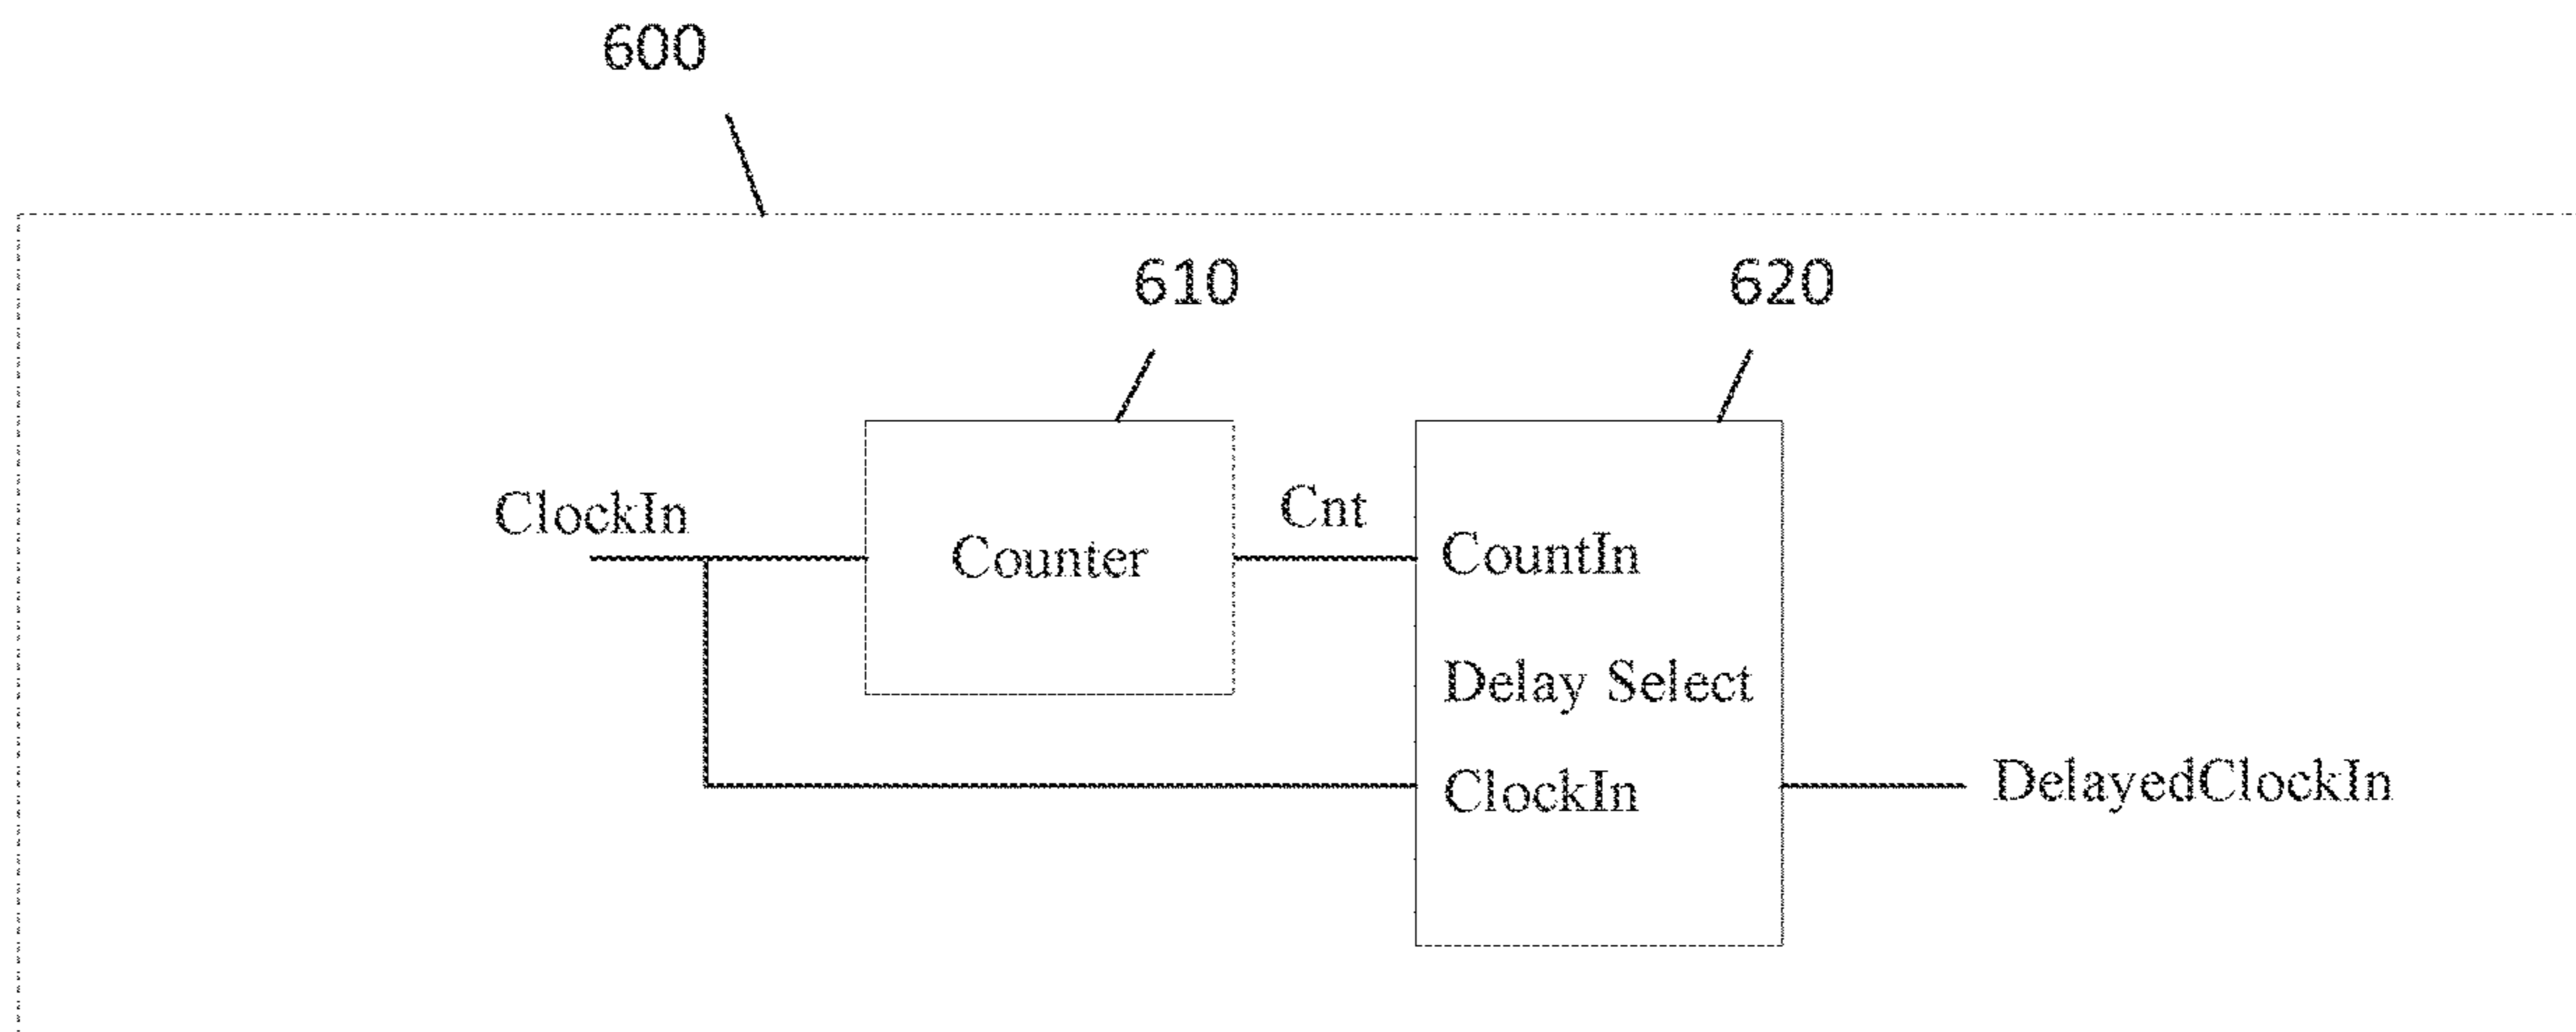 600
610
620
ClockIn
Counter
Cnt
CountIn
Delay Select
ClockIn
DelayedClockIn